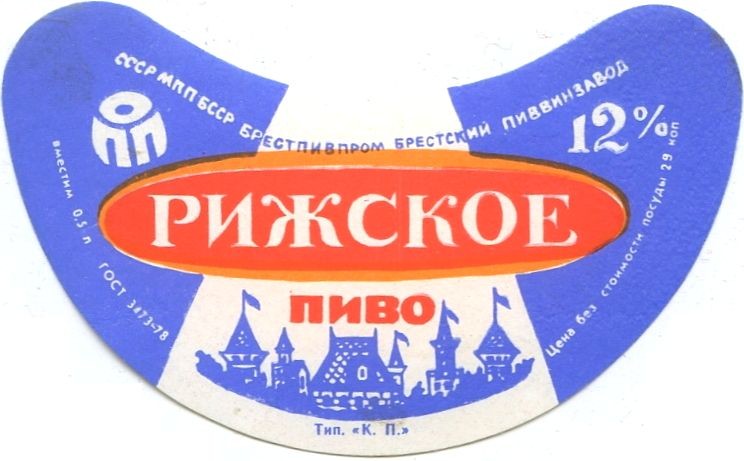 СССР МПП БССР БРЕСТПИВПРОМ БРЕСТСКИЙ ПИВВИНЗАВОД
ОПП
12%
РИЖСКОЕ
ПИВО
вместим. 0,5 л ГОСТ 3473-78
Цена без стоимости посуды 29 коп
Тип. «К. П.»